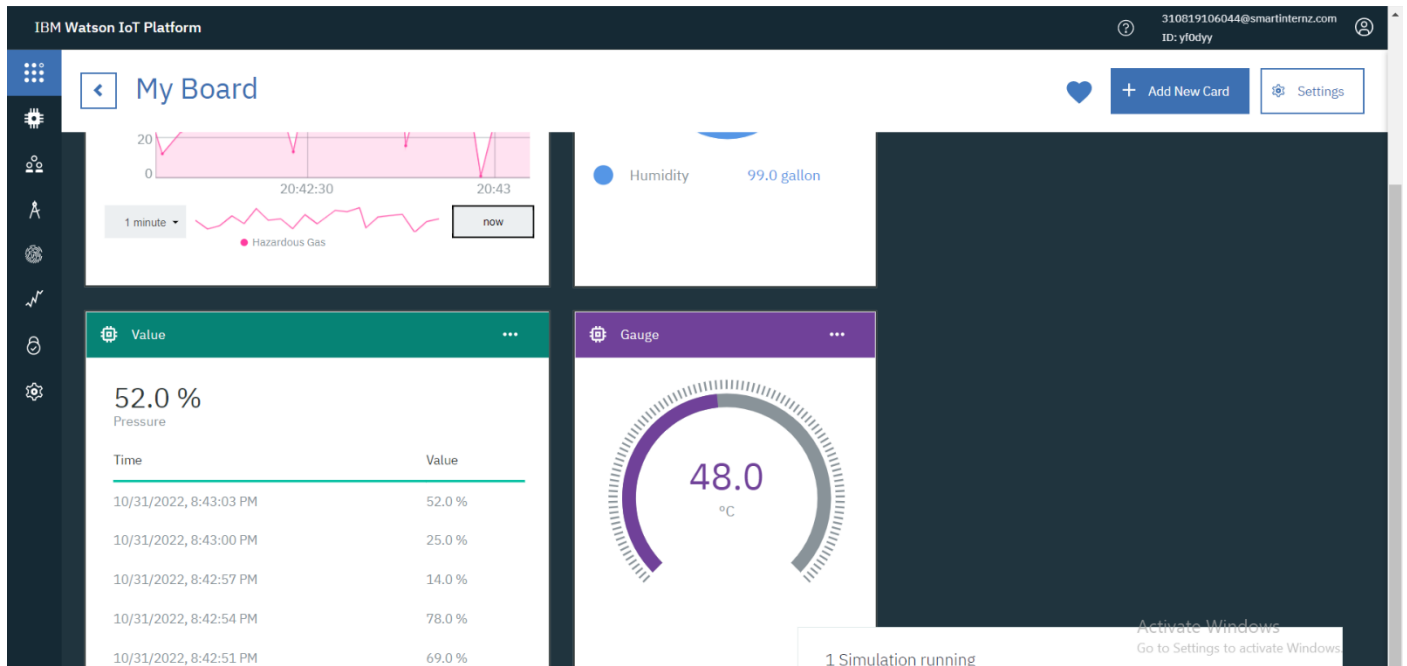 IBM Watson IoT Platform
310819106044@smartinternz.com
ID: yf0dyy
My Board
Add New Card
Settings
20
0
20:42:30
20:43
1 minute
now
Hazardous Gas
Humidity
99.0 gallon
Value
52.0 %
Pressure
Time Value
10/31/2022, 8:43:03 PM 52.0 %
10/31/2022, 8:43:00 PM 25.0 %
10/31/2022, 8:42:57 PM 14.0 %
10/31/2022, 8:42:54 PM 78.0 %
10/31/2022, 8:42:51 PM 69.0 %
Gauge
48.0
°C
1 Simulation running
Activate Windows
Go to Settings to activate Windows.